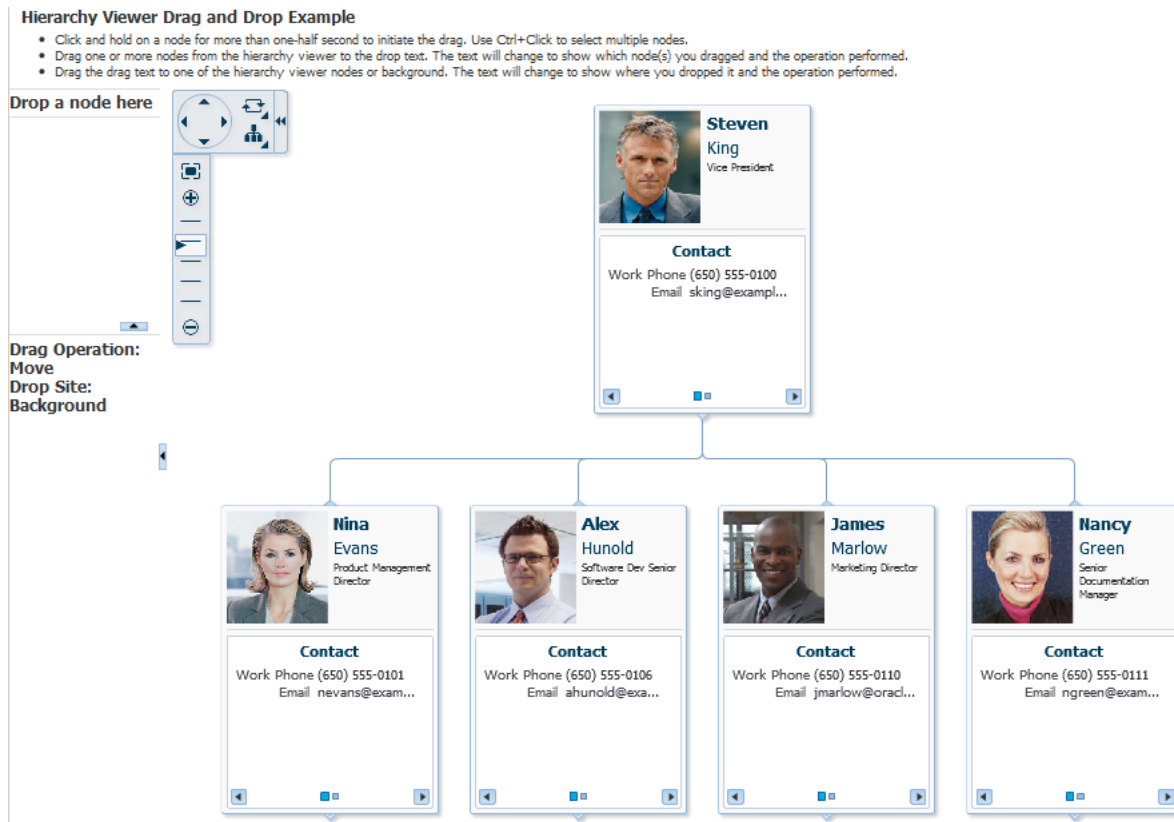 Hierarchy Viewer Drag and Drop Example
• Click and hold on a node for more than one-half second to initiate the drag. Use Ctrl+Click to select multiple nodes.
• Drag one or more nodes from the hierarchy viewer to the drop text. The text will change to show which node(s) you dragged and the operation performed.
• Drag the drag text to one of the hierarchy viewer nodes or background. The text will change to show where you dropped it and the operation performed.
Drop a node here
Drag Operation:
Move
Drop Site:
Background
Steven
King
Vice President
Contact
Work Phone (650) 555-0100
Email sking@exampl...
Nina
Evans
Product Management
Director
Contact
Work Phone (650) 555-0101
Email nevans@exam...
Alex
Hunold
Software Dev Senior
Director
Contact
Work Phone (650) 555-0106
Email ahunold@exa...
James
Marlow
Marketing Director
Contact
Work Phone (650) 555-0110
Email jmarlow@oracl...
Nancy
Green
Senior
Documentation
Manager
Contact
Work Phone (650) 555-0111
Email ngreen@exam...